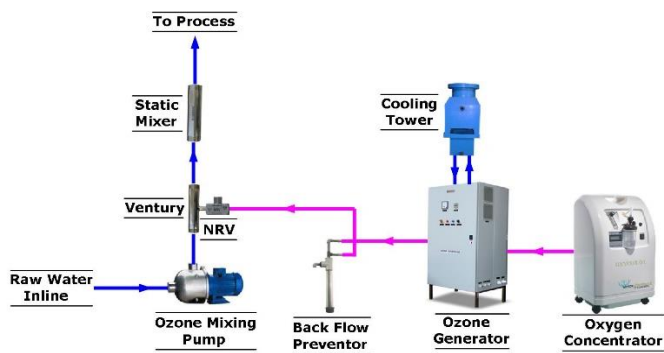 To Process
Static
Mixer
Cooling
Tower
Ventury
NRV
Raw Water
Inline
Ozone Mixing
Pump
Back Flow
Preventor
Ozone
Generator
Oxygen
Concentrator